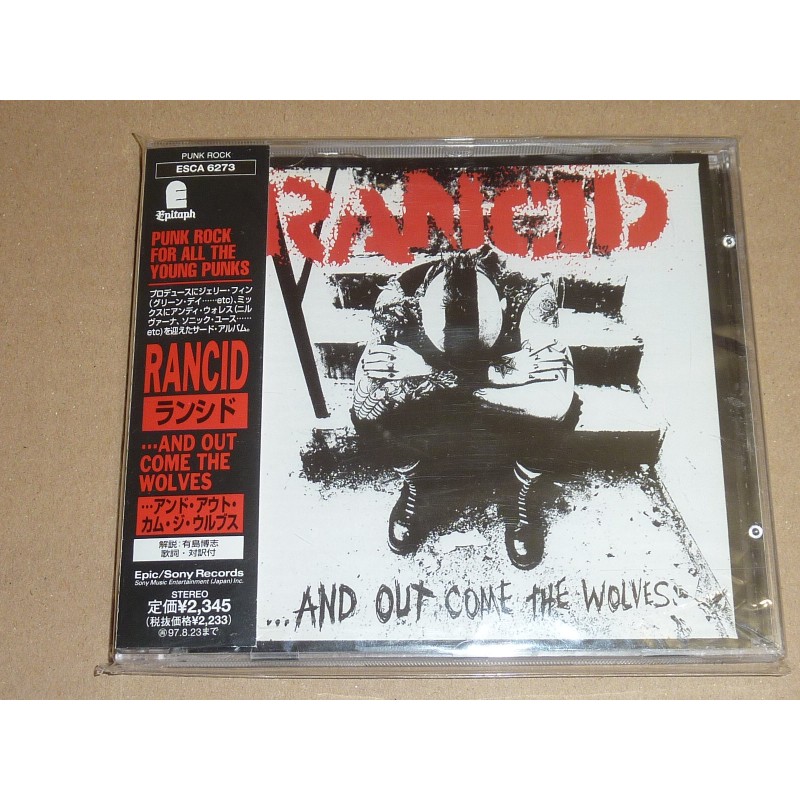 PUNK ROCK
ESCA 6273
E
Epitaph
PUNK ROCK
FOR ALL THE
YOUNG PUNKS
プロデュースにジェリー・フィン
(グリーン・デイ……etc)、ミッ
クスにアンディ・ウォレス(ニル
ヴァーナ、ソニック・ユース……
etc)を迎えたサード・アルバム。
RANCID
ランシド
...AND OUT
COME THE
WOLVES
...アンド・アウト・
カム・ジ・ウルブス
解説:有島博志
歌詞・対訳付
Epic/Sony Records
Sony Music Entertainment (Japan) Inc.
STEREO
定価¥2,345
(税抜価格¥2,233)
㊢97.8.23まで
RANCID
...AND OUT COME THE WOLVES